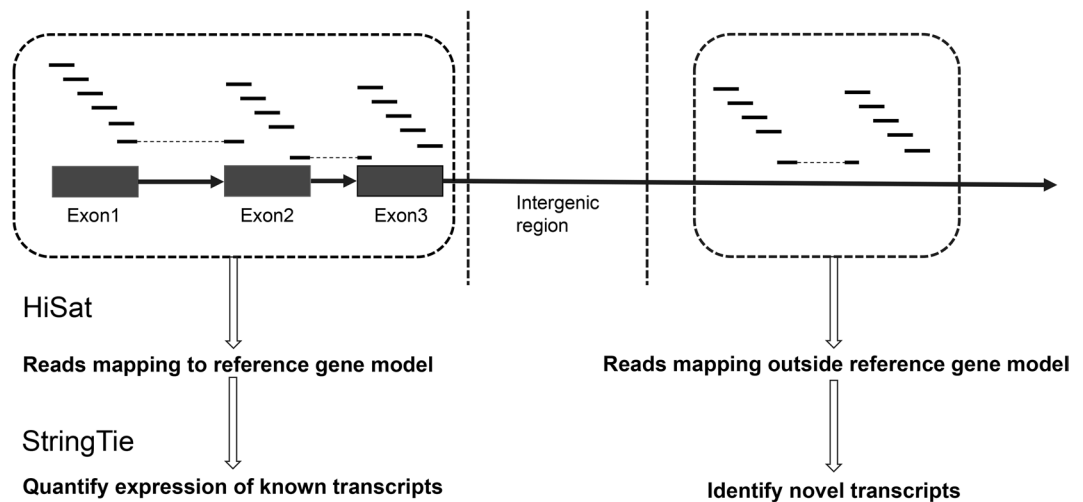 Exon1
Exon2
Exon3
Intergenic
region
HiSat
Reads mapping to reference gene model
Reads mapping outside reference gene model
StringTie
Quantify expression of known transcripts
Identify novel transcripts